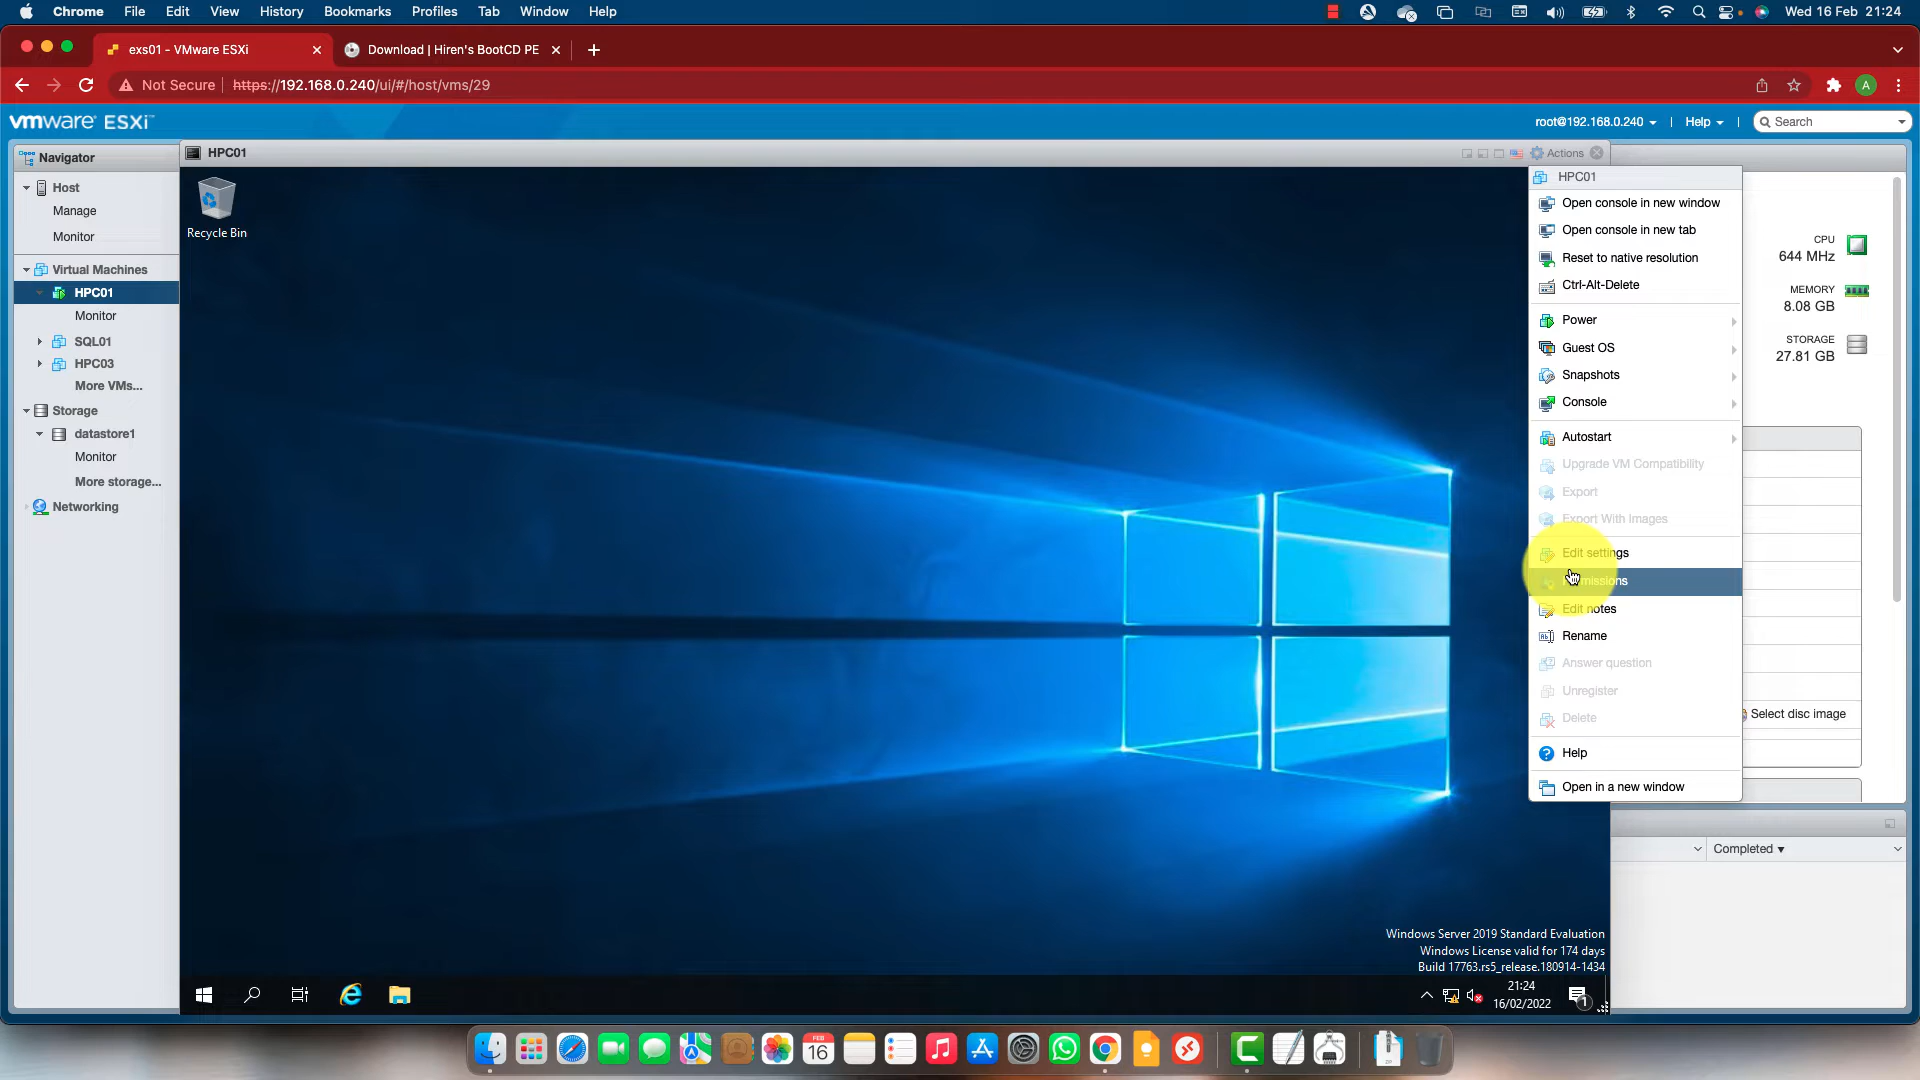 Chrome File Edit View History Bookmarks Profiles Tab Window Help Wed 16 Feb 21:24
exs01 - VMware ESXi
Download | Hiren's BootCD PE
Not Secure https://192.168.0.240/ui/#/host/vms/29
A
vmware ESXi
root@192.168.0.240 Help Search
Navigator
Host
Manage
Monitor
Virtual Machines
HPC01
Monitor
SQL01
HPC03
More VMs...
Storage
datastore1
Monitor
More storage...
Networking
HPC01
Actions
Recycle Bin
HPC01
Open console in new window
Open console in new tab
Reset to native resolution
Ctrl-Alt-Delete
Power
Guest OS
Snapshots
Console
Autostart
Upgrade VM Compatibility
Export
Export With Images
Edit settings
Permissions
Edit notes
Rename
Answer question
Unregister
Delete
Help
Open in a new window
CPU
644 MHz
MEMORY
8.08 GB
STORAGE
27.81 GB
Select disc image
Completed
Windows Server 2019 Standard Evaluation
Windows License valid for 174 days
Build 17763.rs5_release.180914-1434
21:24
16/02/2022
1
FEB
16